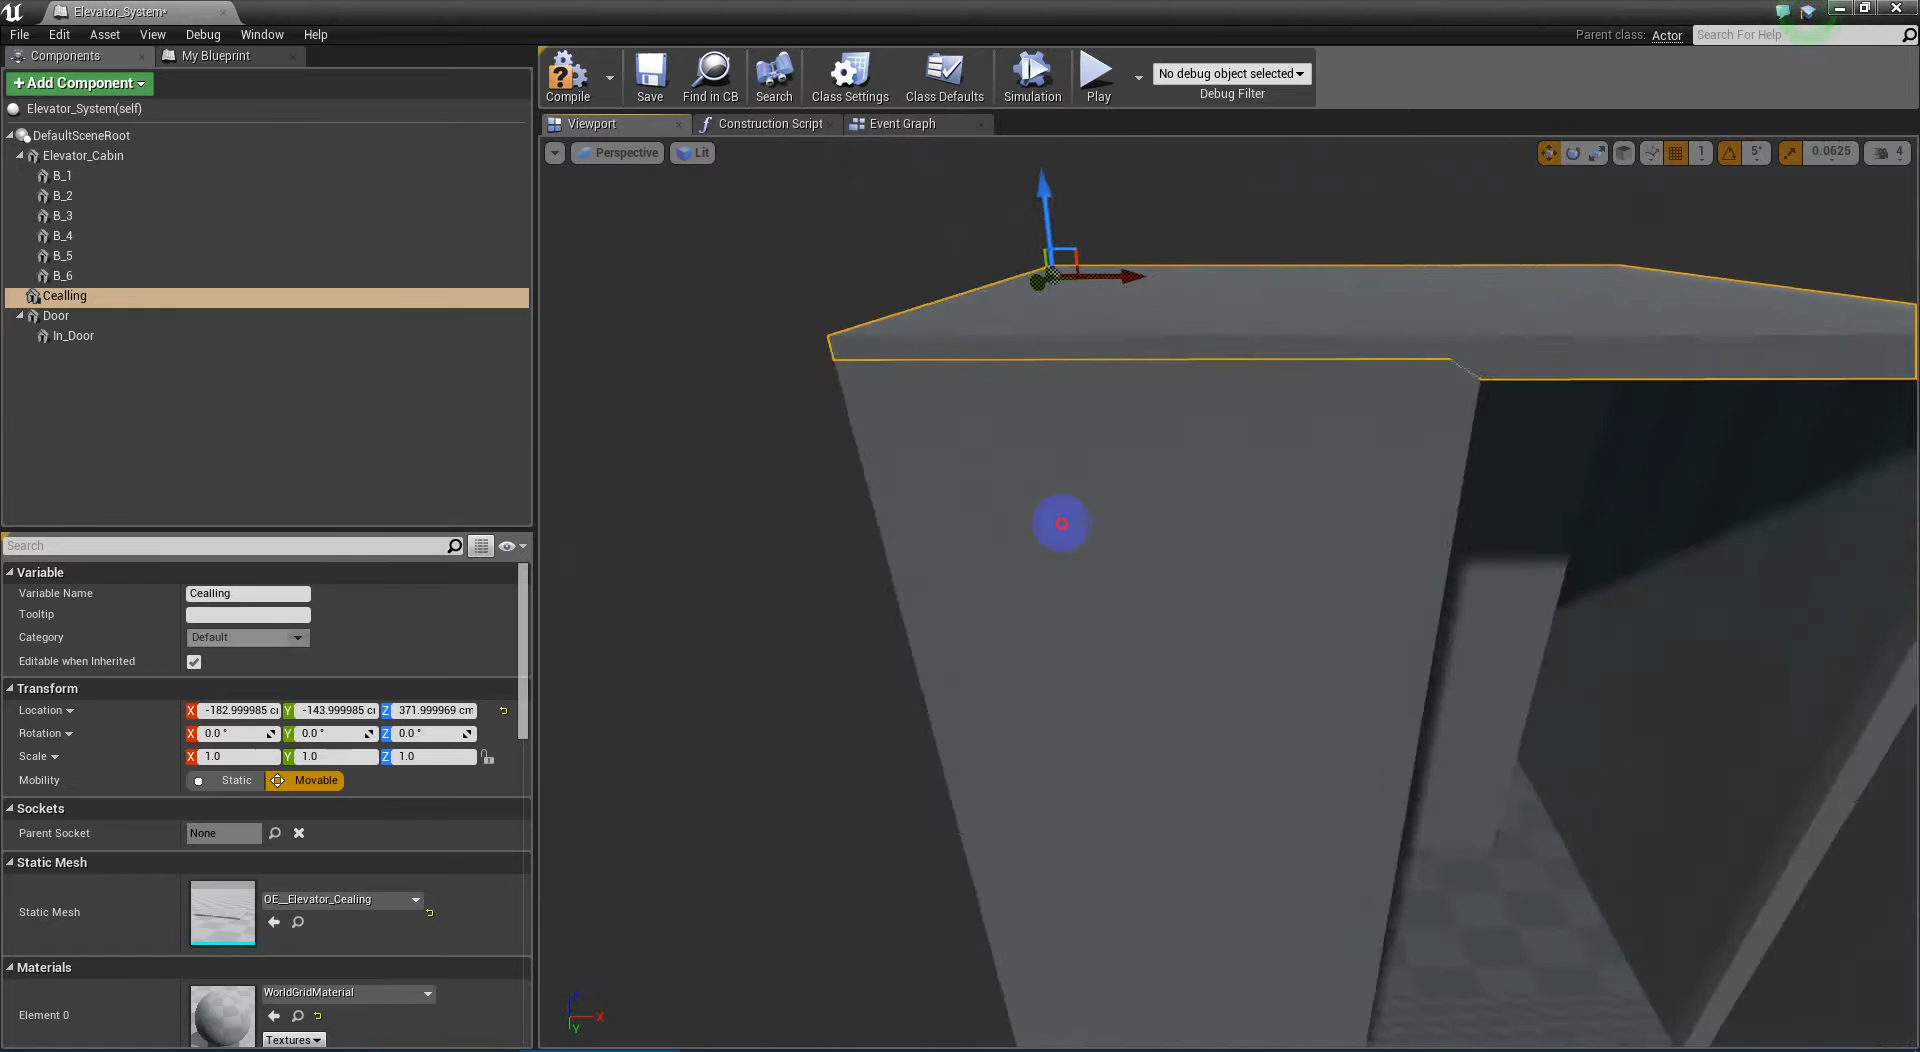 Elevator_System*
File Edit Asset View Debug Window Help
Parent class: Actor Search For Help
Components My Blueprint
+ Add Component
Elevator_System(self)
DefaultSceneRoot
Elevator_Cabin
B_1
B_2
B_3
B_4
B_5
B_6
Cealling
Door
In_Door
Compile Save Find in CB Search Class Settings Class Defaults Simulation Play
No debug object selected
Debug Filter
Viewport Construction Script Event Graph
Perspective Lit
1 5° 0.0625 4
Search
Variable
Variable Name Cealling
Tooltip
Category Default
Editable when Inherited
Transform
Location X -182.999985 c Y -143.999985 c Z 371.999969 cm
Rotation X 0.0 ° Y 0.0 ° Z 0.0 °
Scale X 1.0 Y 1.0 Z 1.0
Mobility Static Movable
Sockets
Parent Socket None
Static Mesh
Static Mesh OE__Elevator_Cealing
Materials
Element 0 WorldGridMaterial
Textures
Z X Y